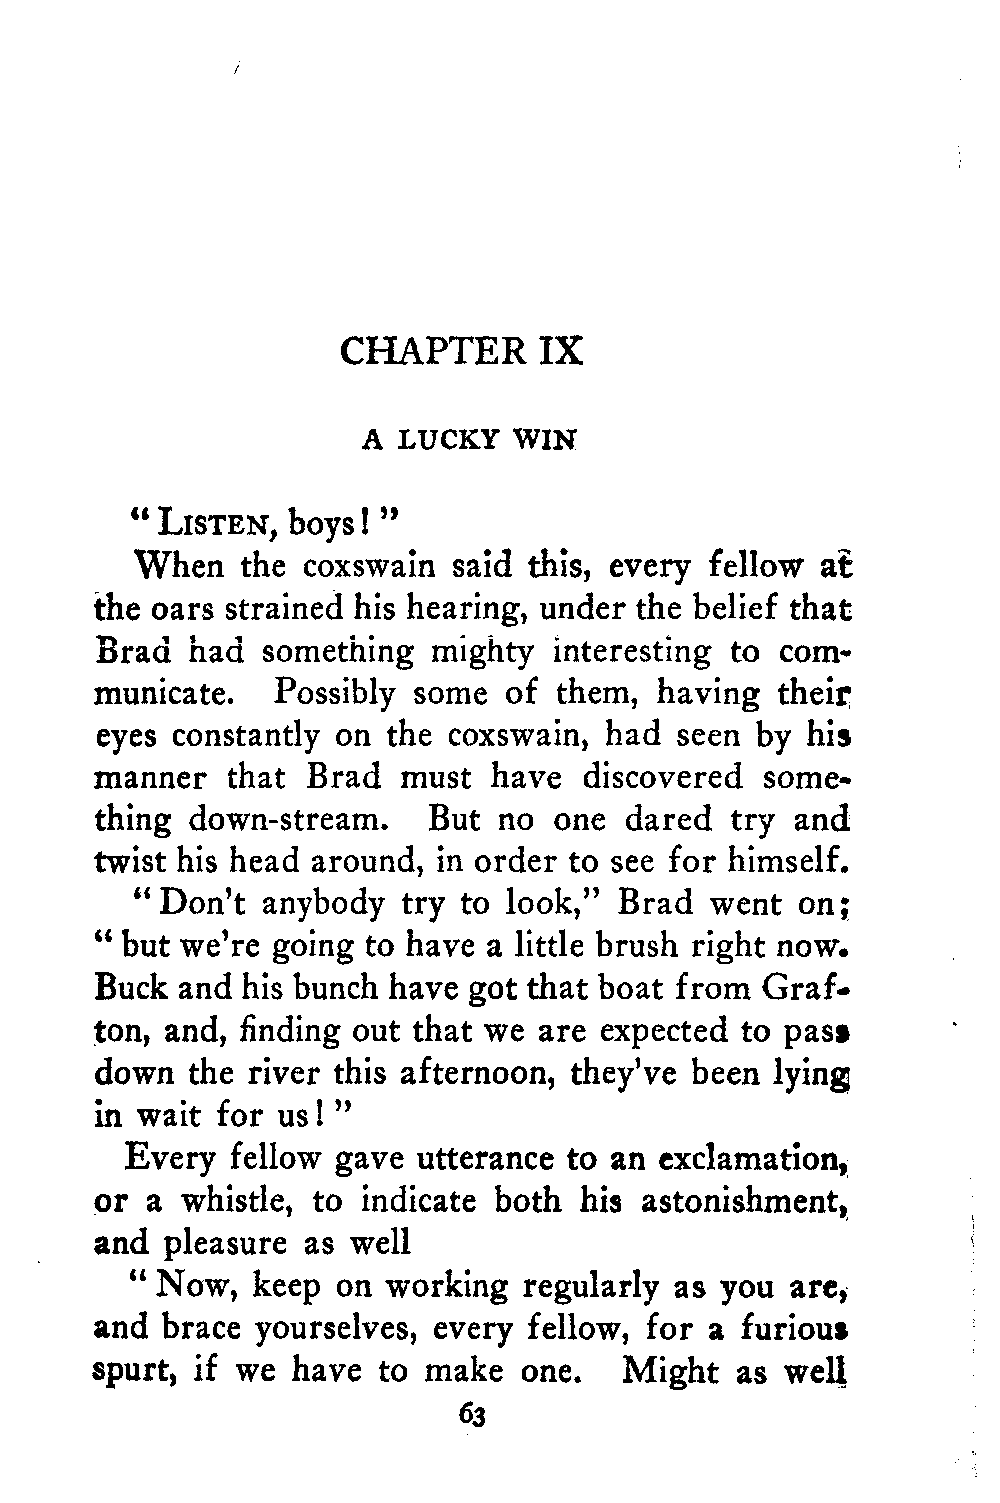 CHAPTER IX
A LUCKY WIN
“ LISTEN, boys! ”
When the coxswain said this, every fellow at
the oars strained his hearing, under the belief that
Brad had something mighty interesting to com-
municate. Possibly some of them, having their
eyes constantly on the coxswain, had seen by his
manner that Brad must have discovered some-
thing down-stream. But no one dared try and
twist his head around, in order to see for himself.
“ Don't anybody try to look,” Brad went on;
“ but we're going to have a little brush right now.
Buck and his bunch have got that boat from Graf-
ton, and, finding out that we are expected to pass
down the river this afternoon, they've been lying
in wait for us! ”
Every fellow gave utterance to an exclamation,
or a whistle, to indicate both his astonishment,
and pleasure as well
“ Now, keep on working regularly as you are,
and brace yourselves, every fellow, for a furious
spurt, if we have to make one. Might as well
63